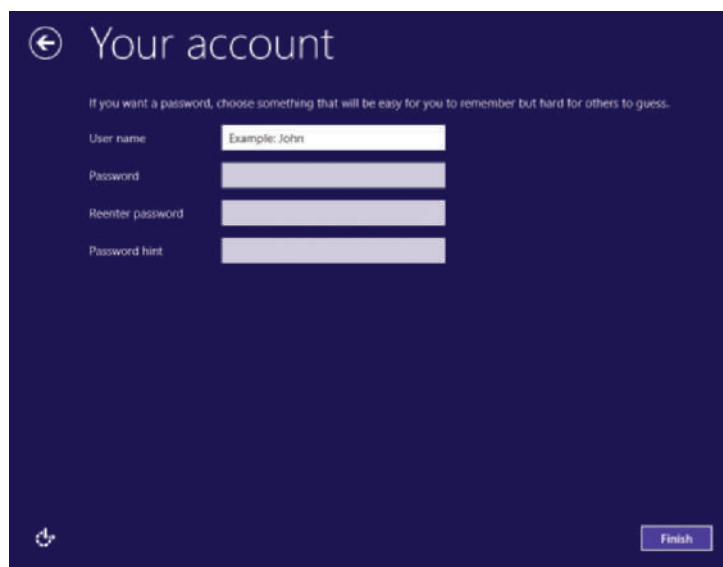 Your account
If you want a password, choose something that will be easy for you to remember but hard for others to guess.
User name
Example: John
Password
Reenter password
Password hint
Finish